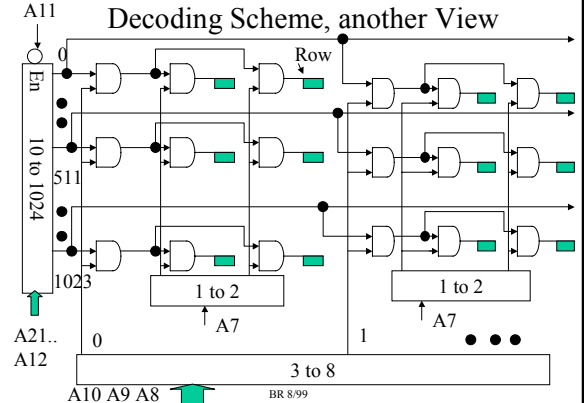 Decoding Scheme, another View
A11
0
Row
En
10 to 1024
511
1023
1 to 2
1 to 2
A7
A7
A21..
A12
0
1
3 to 8
A10 A9 A8
BR 8/99